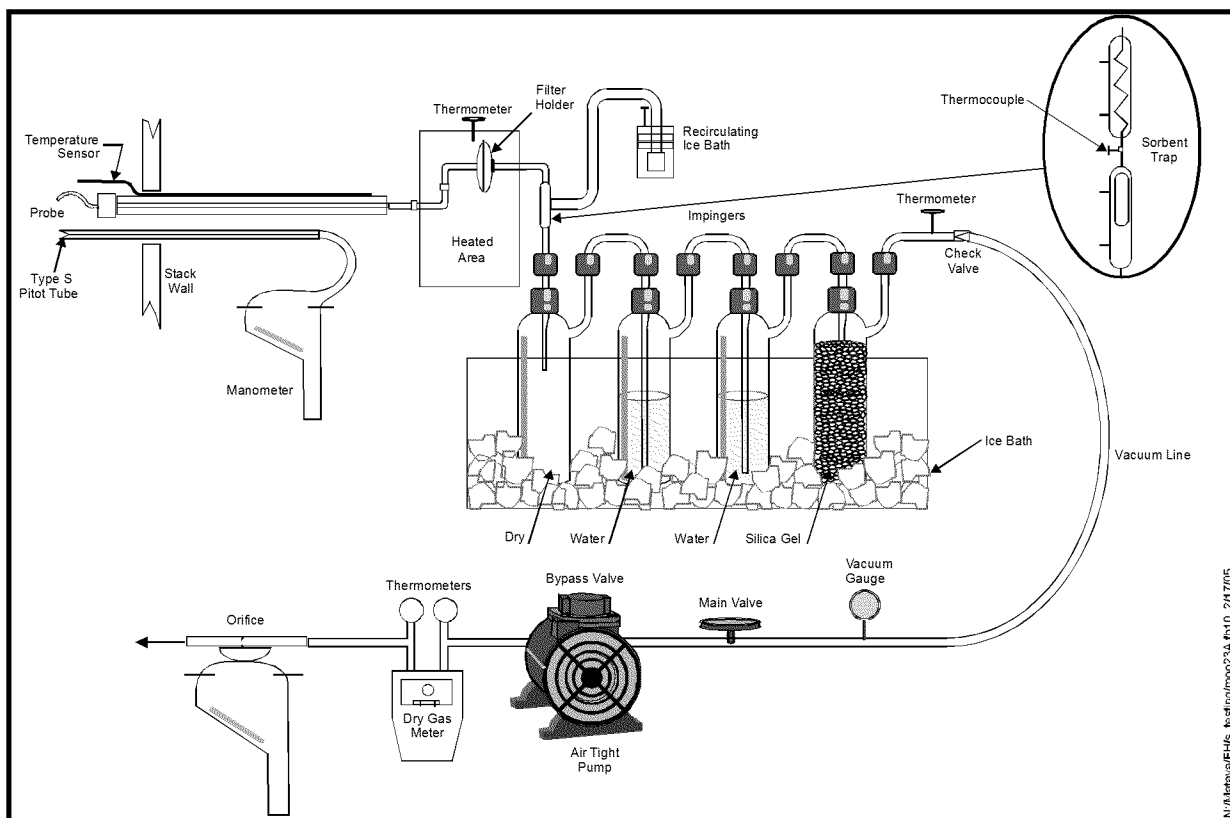 Filter
Holder
Thermometer
Temperature
Sensor
Recirculating
Ice Bath
Thermocouple
Sorbent
Trap
Probe
Thermometer
Impingers
Heated
Area
Check
Valve
Type S
Pitot Tube
Stack
Wall
Manometer
Ice Bath
Vacuum Line
Dry
Water
Water
Silica Gel
Vacuum
Gauge
Bypass Valve
Thermometers
Main Valve
Orifice
Dry Gas
Meter
Air Tight
Pump